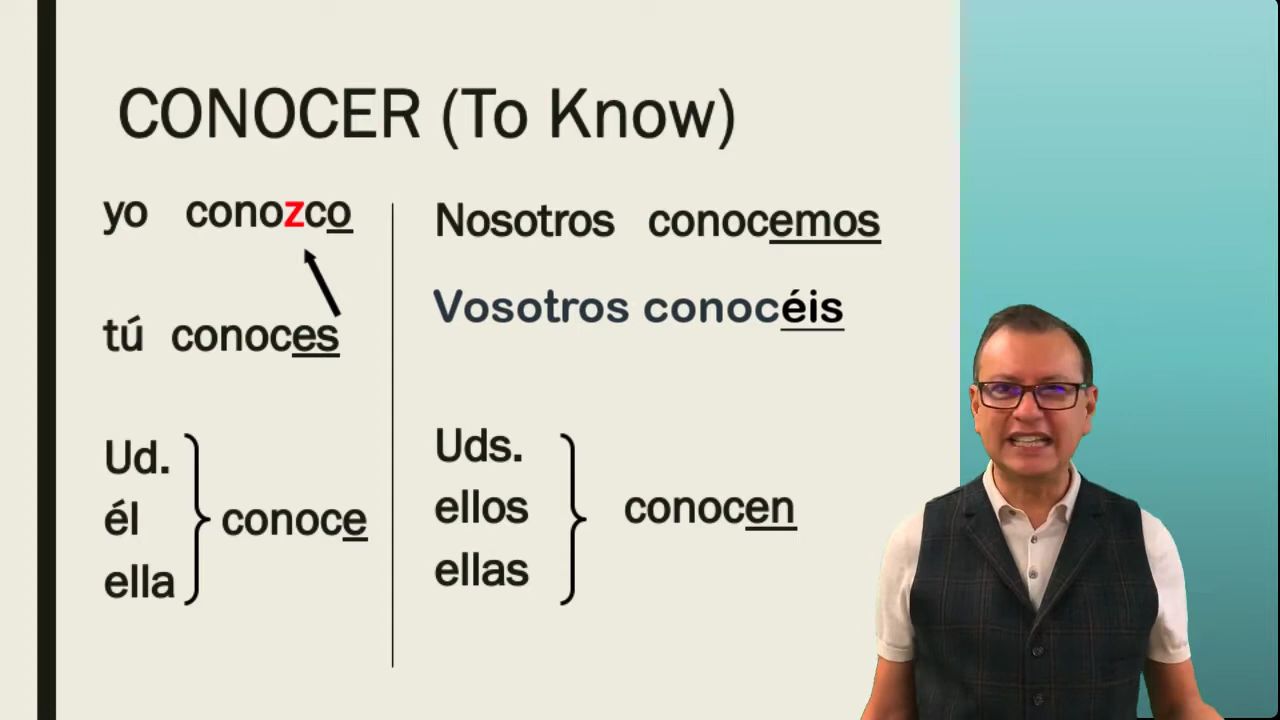 CONOCER (To Know)
yo conozco
tú conoces
Ud.
él
ella
conoce
Nosotros conocemos
Vosotros conocéis
Uds.
ellos
ellas
conocen